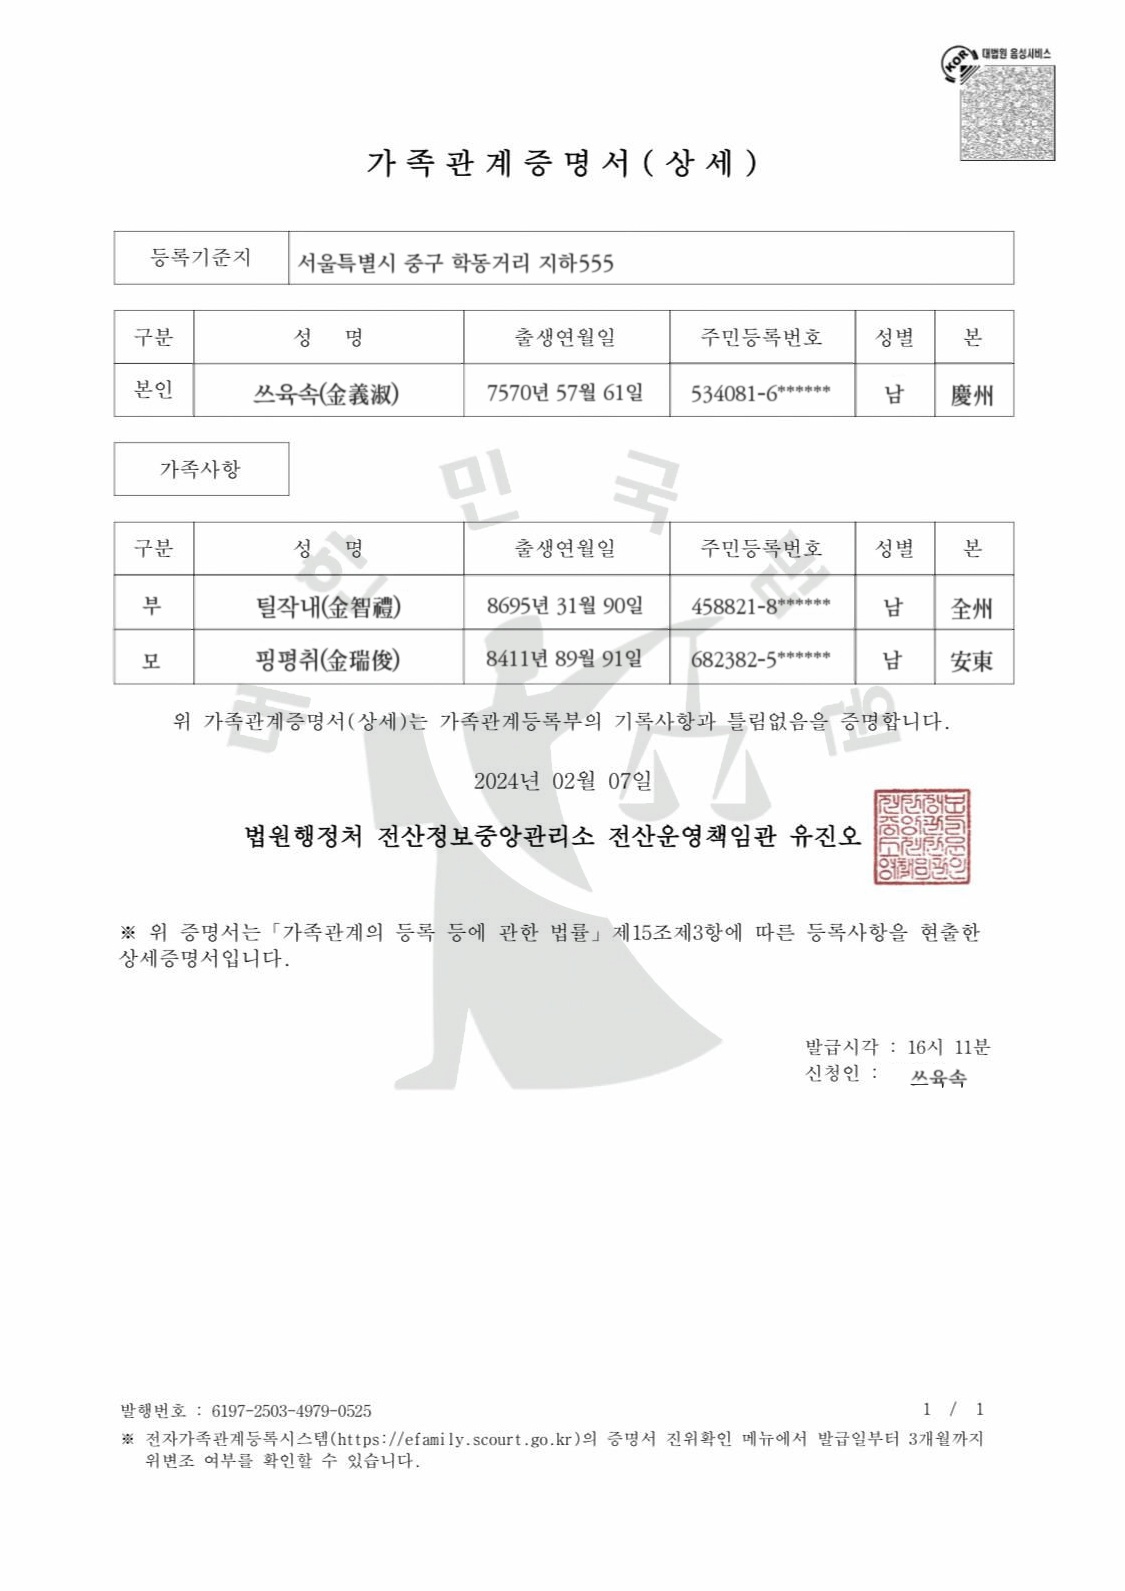 KOR 대법원 음성서비스
가족관계증명서(상세)
등록기준지 서울특별시 중구 학동거리 지하555
구분 성 명 출생연월일 주민등록번호 성별 본
본인 쓰육속(金義淑) 7570년 57월 61일 534081-6****** 남 慶州
가족사항
구분 성 명 출생연월일 주민등록번호 성별 본
부 틸작내(金智禮) 8695년 31월 90일 458821-8****** 남 全州
모 핑평취(金瑞俊) 8411년 89월 91일 682382-5****** 남 安東
대한민국법원
위 가족관계증명서(상세)는 가족관계등록부의 기록사항과 틀림없음을 증명합니다.
2024년 02월 07일
법원행정처 전산정보중앙관리소 전산운영책임관 유진오
※ 위 증명서는「가족관계의 등록 등에 관한 법률」제15조제3항에 따른 등록사항을 현출한
상세증명서입니다.
발급시각 : 16시 11분
신청인 : 쓰육속
발행번호 : 6197-2503-4979-0525
1 / 1
※ 전자가족관계등록시스템(https://efamily.scourt.go.kr)의 증명서 진위확인 메뉴에서 발급일부터 3개월까지
위변조 여부를 확인할 수 있습니다.